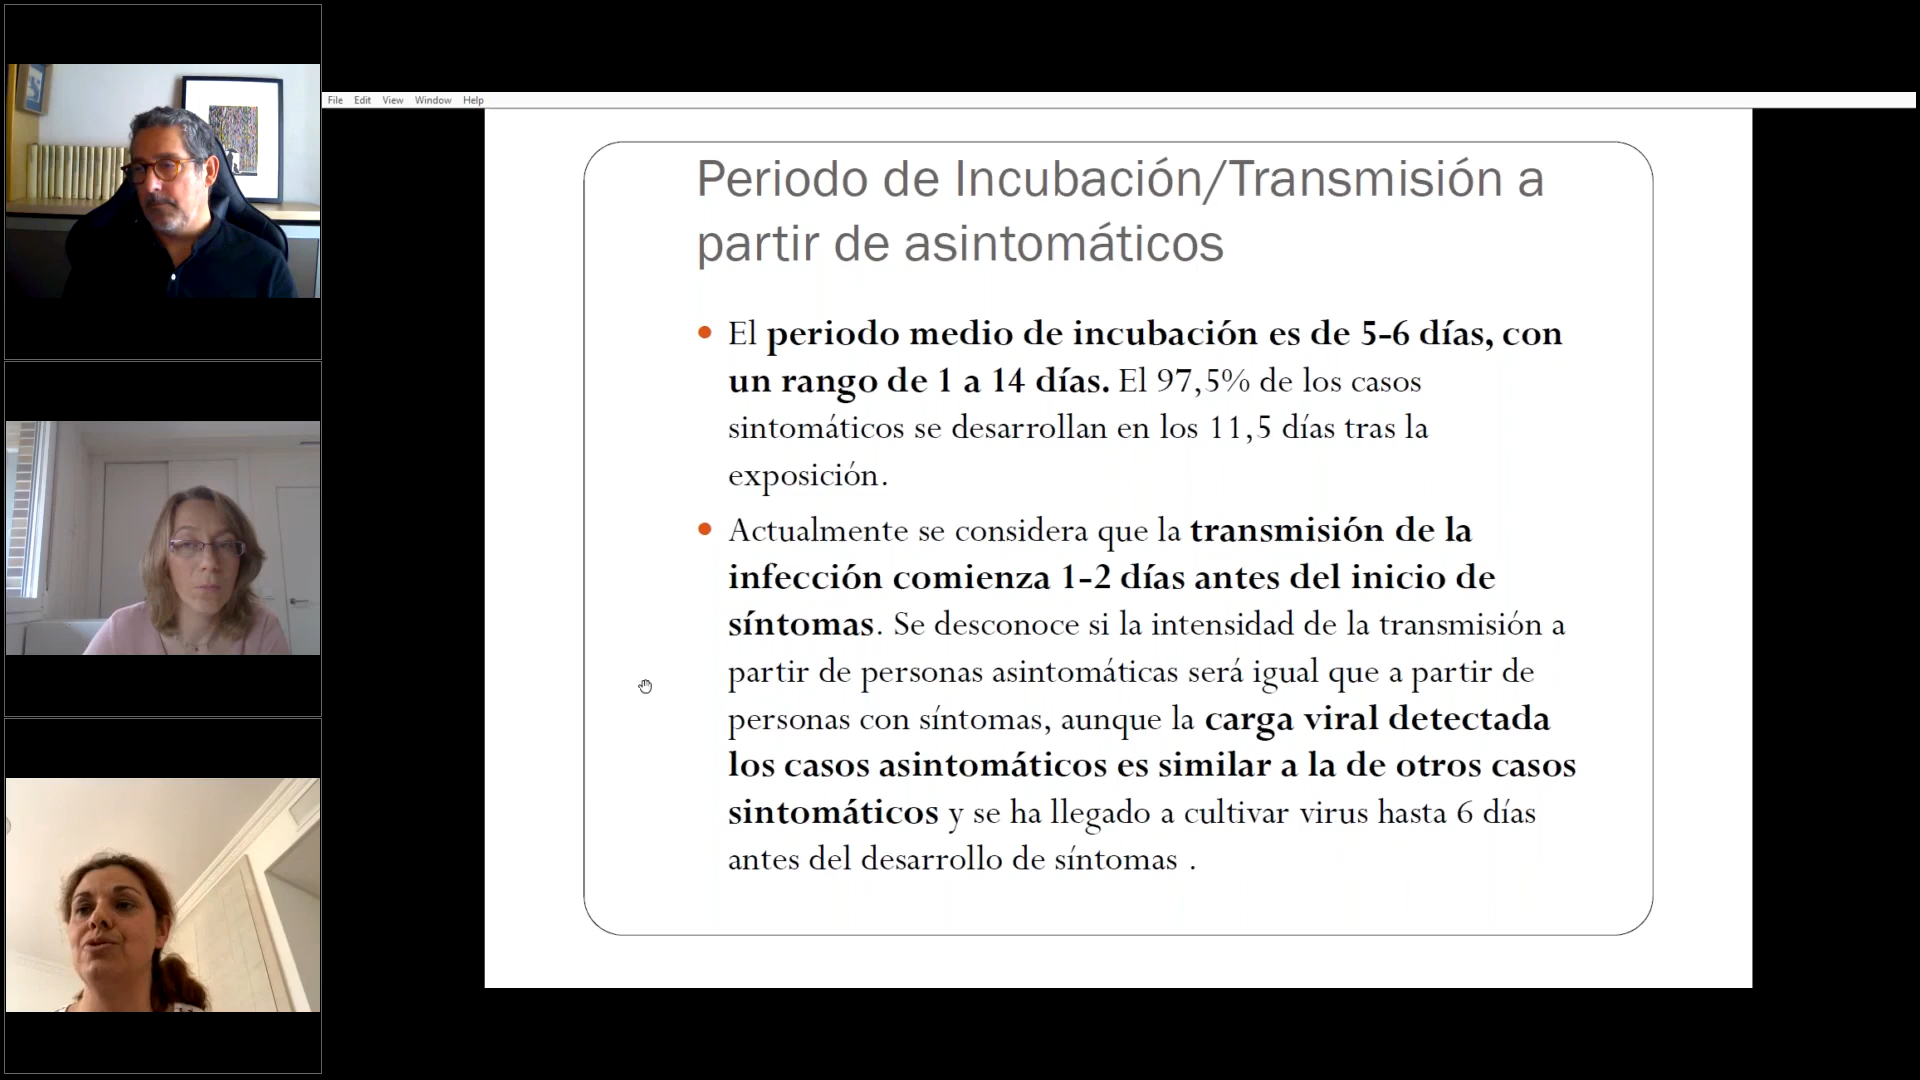 File Edit View Window Help
Periodo de Incubación/Transmisión a
partir de asintomáticos
• El periodo medio de incubación es de 5-6 días, con
un rango de 1 a 14 días. El 97,5% de los casos
sintomáticos se desarrollan en los 11,5 días tras la
exposición.
• Actualmente se considera que la transmisión de la
infección comienza 1-2 días antes del inicio de
síntomas. Se desconoce si la intensidad de la transmisión a
partir de personas asintomáticas será igual que a partir de
personas con síntomas, aunque la carga viral detectada
los casos asintomáticos es similar a la de otros casos
sintomáticos y se ha llegado a cultivar virus hasta 6 días
antes del desarrollo de síntomas .